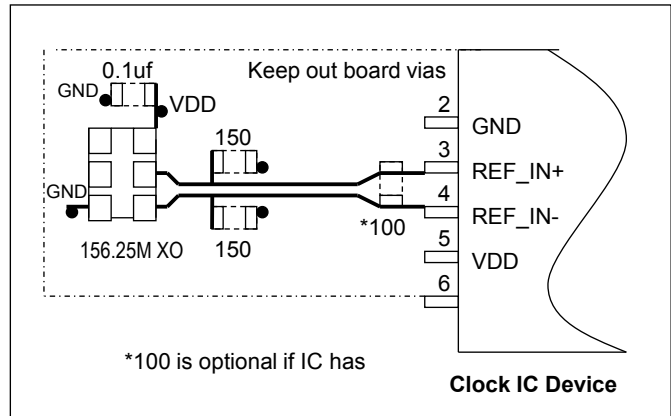 0.1uf
Keep out board vias
GND
VDD
2
GND
150
3
REF_IN+
GND
4
REF_IN-
*100
156.25M XO
150
5
VDD
6
*100 is optional if IC has
Clock IC Device